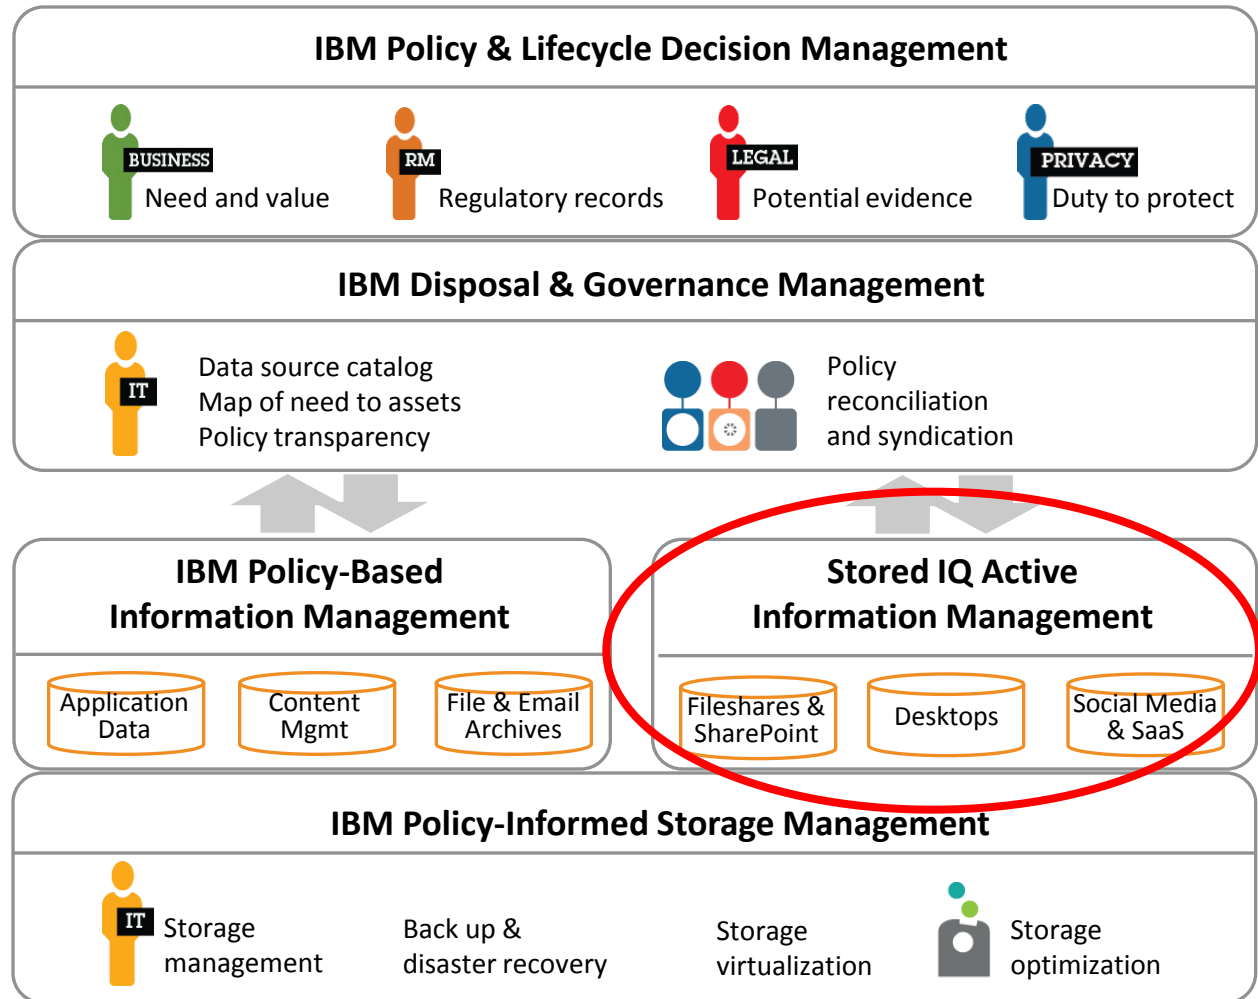 IBM Policy & Lifecycle Decision Management
BUSINESS
Need and value
RM
Regulatory records
LEGAL
Potential evidence
PRIVACY
Duty to protect
IBM Disposal & Governance Management
IT
Data source catalog
Map of need to assets
Policy transparency
Policy
reconciliation
and syndication
IBM Policy-Based
Information Management
Application
Data
Content
Mgmt
File & Email
Archives
Stored IQ Active
Information Management
Fileshares &
SharePoint
Desktops
Social Media
& SaaS
IBM Policy-Informed Storage Management
IT
Storage
management
Back up &
disaster recovery
Storage
virtualization
Storage
optimization